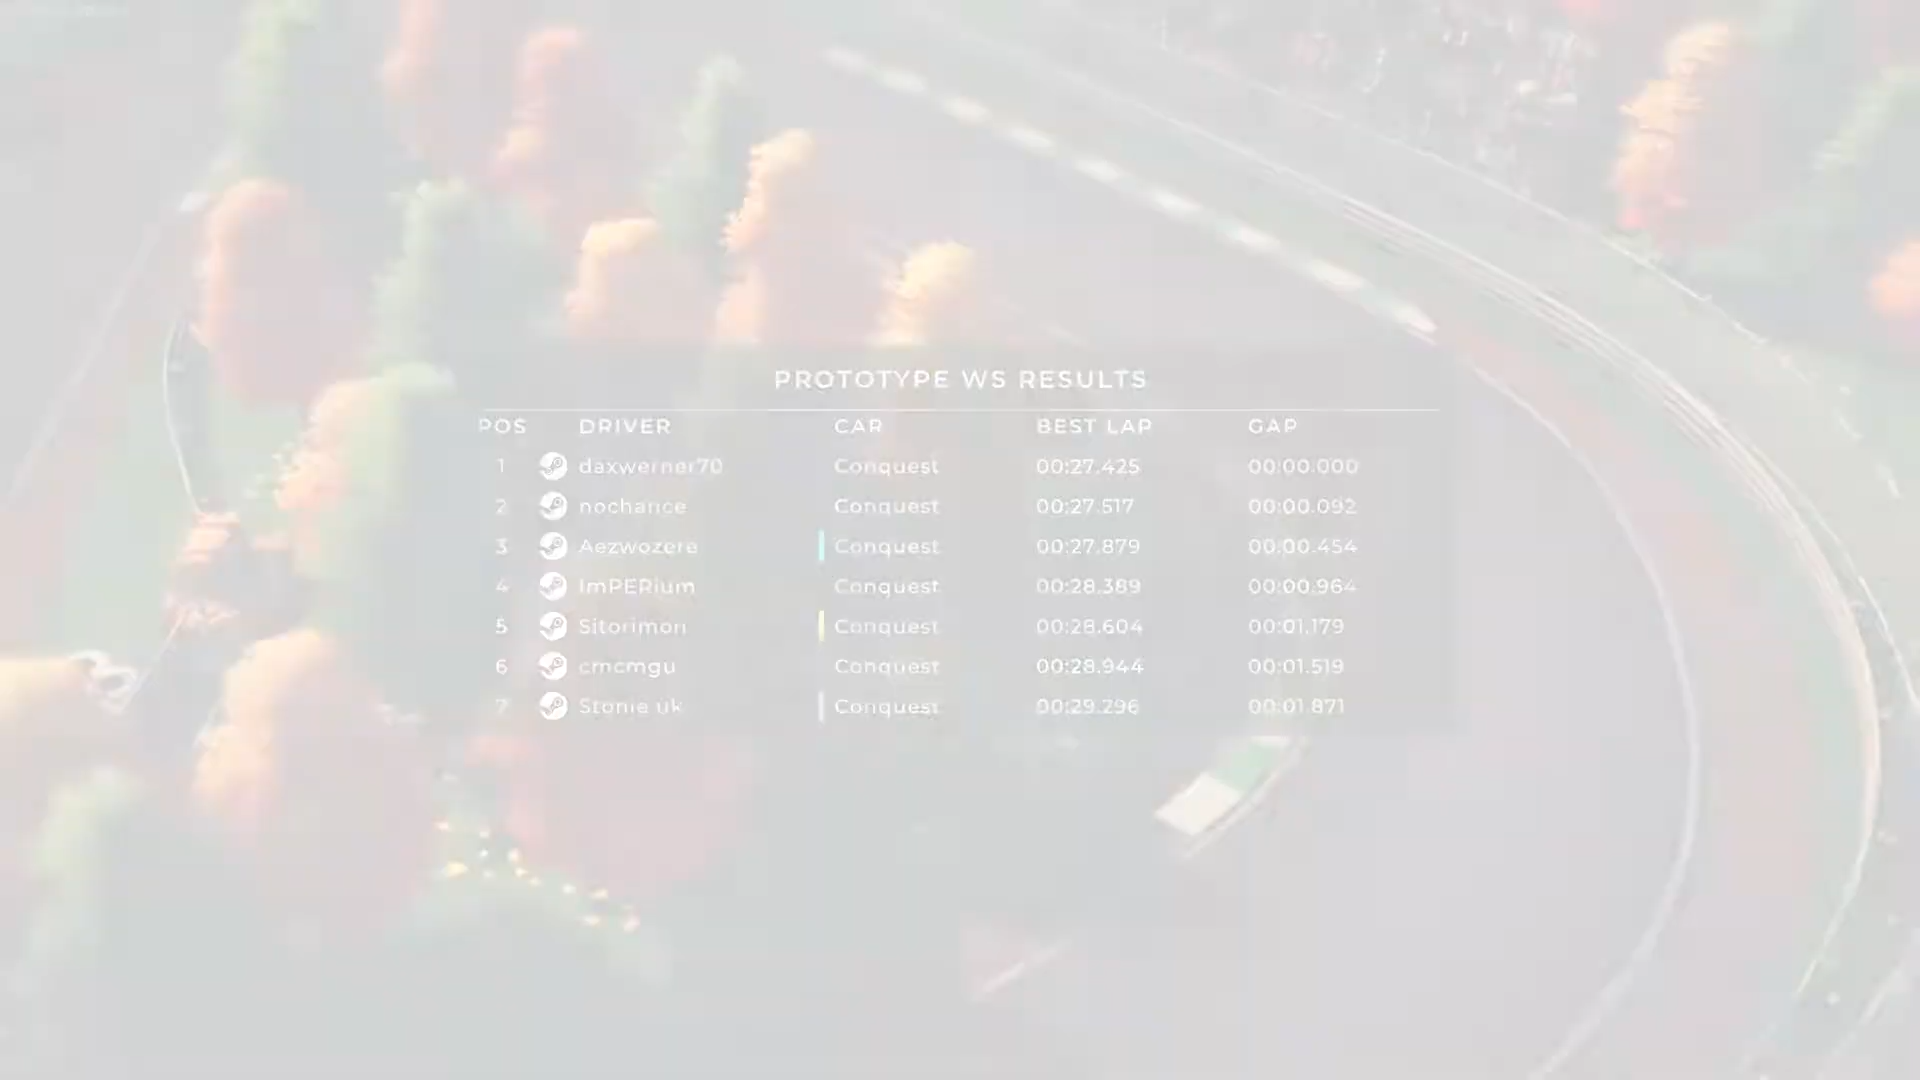 PROTOTYPE WS RESULTS
POS DRIVER CAR BEST LAP GAP
1 daxwerner70 Conquest 00:27.425 00:00.000
2 nochance Conquest 00:27.517 00:00.092
3 Aezwozere Conquest 00:27.879 00:00.454
4 ImPERium Conquest 00:28.389 00:00.964
5 Sitorimon Conquest 00:28.604 00:01.179
6 cmcmgu Conquest 00:28.944 00:01.519
7 Stonie uk Conquest 00:29.296 00:01.871